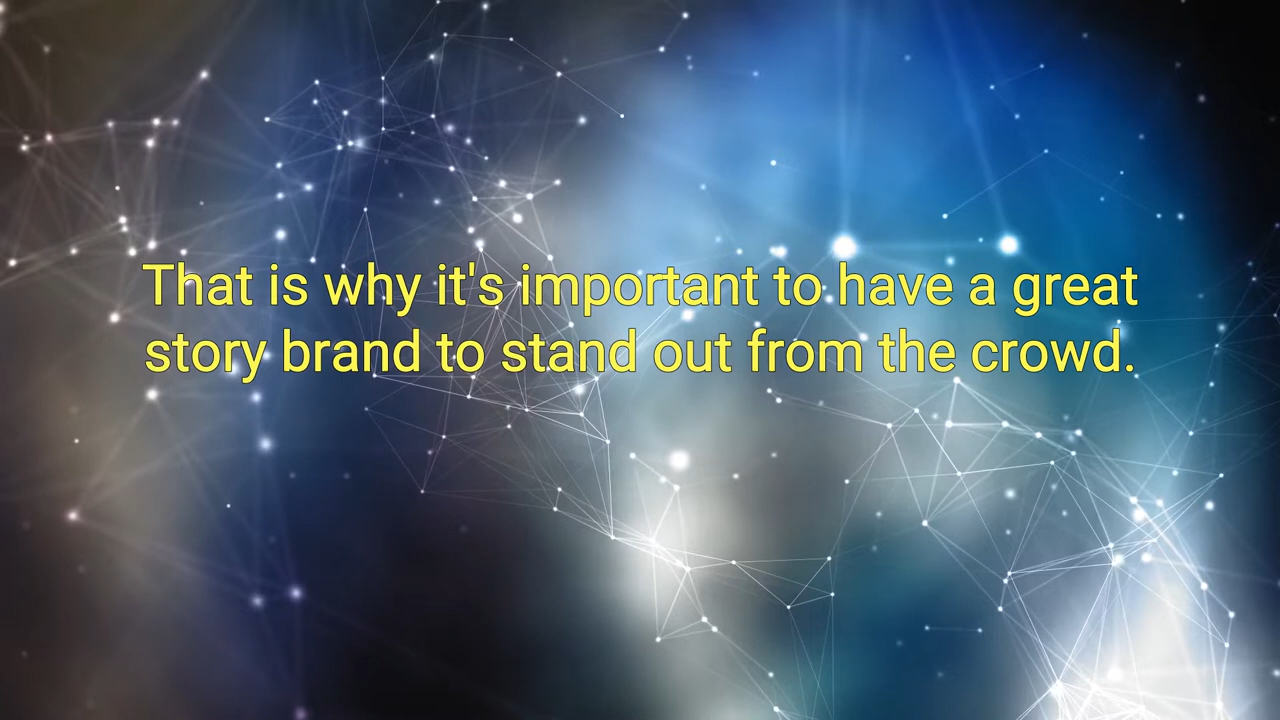 That is why it's important to have a great
story brand to stand out from the crowd.